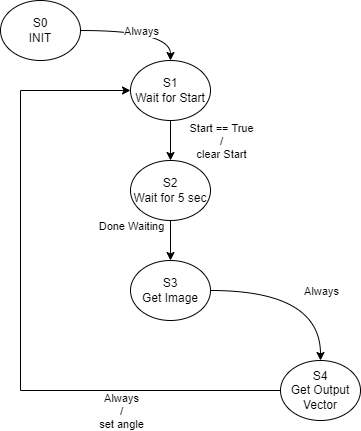 S0
INIT
Always
S1
Wait for Start
Start == True
/
clear Start
S2
Wait for 5 sec
Done Waiting
S3
Get Image
Always
S4
Get Output
Vector
Always
/
set angle